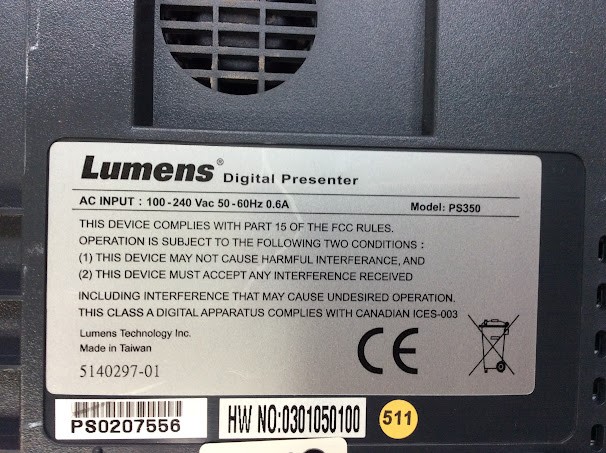 Lumens® Digital Presenter
AC INPUT : 100-240 Vac 50-60Hz 0.6A Model: PS350
THIS DEVICE COMPLIES WITH PART 15 OF THE FCC RULES.
OPERATION IS SUBJECT TO THE FOLLOWING TWO CONDITIONS :
(1) THIS DEVICE MAY NOT CAUSE HARMFUL INTERFERANCE, AND
(2) THIS DEVICE MUST ACCEPT ANY INTERFERENCE RECEIVED
INCLUDING INTERFERENCE THAT MAY CAUSE UNDESIRED OPERATION.
THIS CLASS A DIGITAL APPARATUS COMPLIES WITH CANADIAN ICES-003
Lumens Technology Inc.
Made in Taiwan
CE
5140297-01
PS0207556
HW NO:0301050100
511